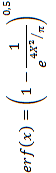 erf(x) = (1 − 1/e^(4X²/π))^0,5